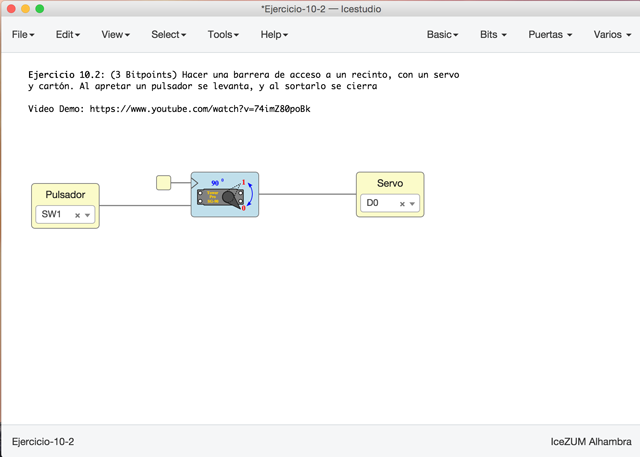 *Ejercicio-10-2 — Icestudio
File Edit View Select Tools Help Basic Bits Puertas Varios
Ejercicio 10.2: (3 Bitpoints) Hacer una barrera de acceso a un recinto, con un servo
y cartón. Al apretar un pulsador se levanta, y al sortarlo se cierra
Video Demo: https://www.youtube.com/watch?v=74imZ80poBk
Pulsador
SW1
90 °
1
0
Servo
D0
Ejercicio-10-2 IceZUM Alhambra